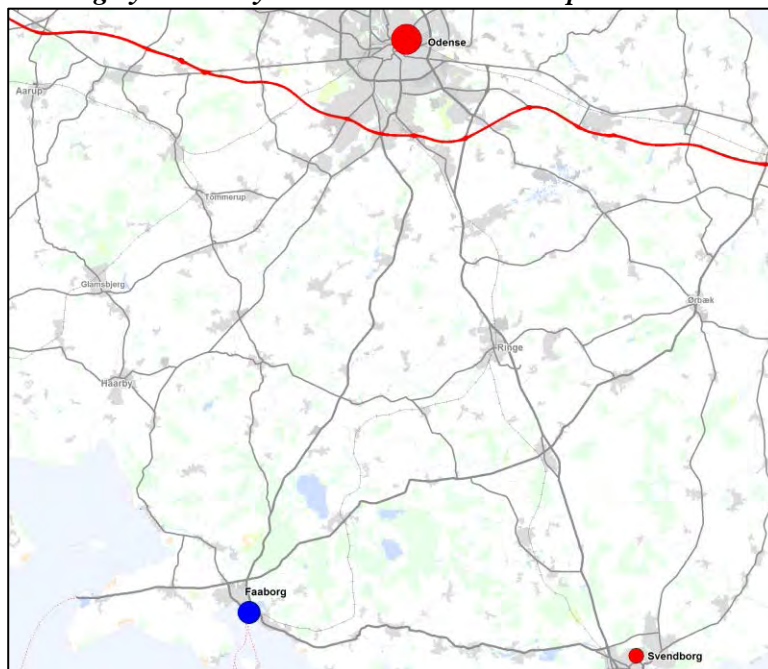 Odense
Aarup
Tommerup
Glamsbjerg
Ørbæk
Ringe
Haarby
Faaborg
Svendborg